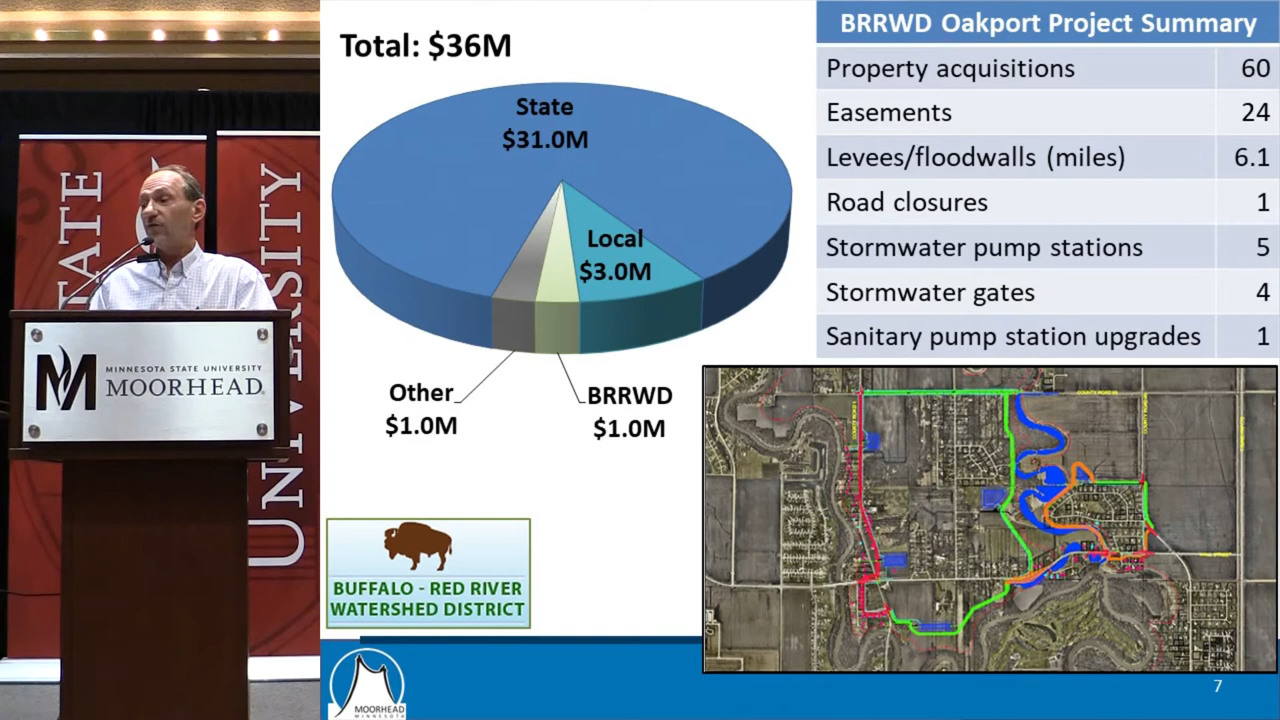 STATE
UNIVERSITY
MINNESOTA STATE UNIVERSITY
MOORHEAD
Total: $36M
State
$31.0M
Local
$3.0M
Other
$1.0M
BRRWD
$1.0M
BUFFALO - RED RIVER
WATERSHED DISTRICT
MOORHEAD
MINNESOTA
BRRWD Oakport Project Summary
Property acquisitions 60
Easements 24
Levees/floodwalls (miles) 6.1
Road closures 1
Stormwater pump stations 5
Stormwater gates 4
Sanitary pump station upgrades 1
7